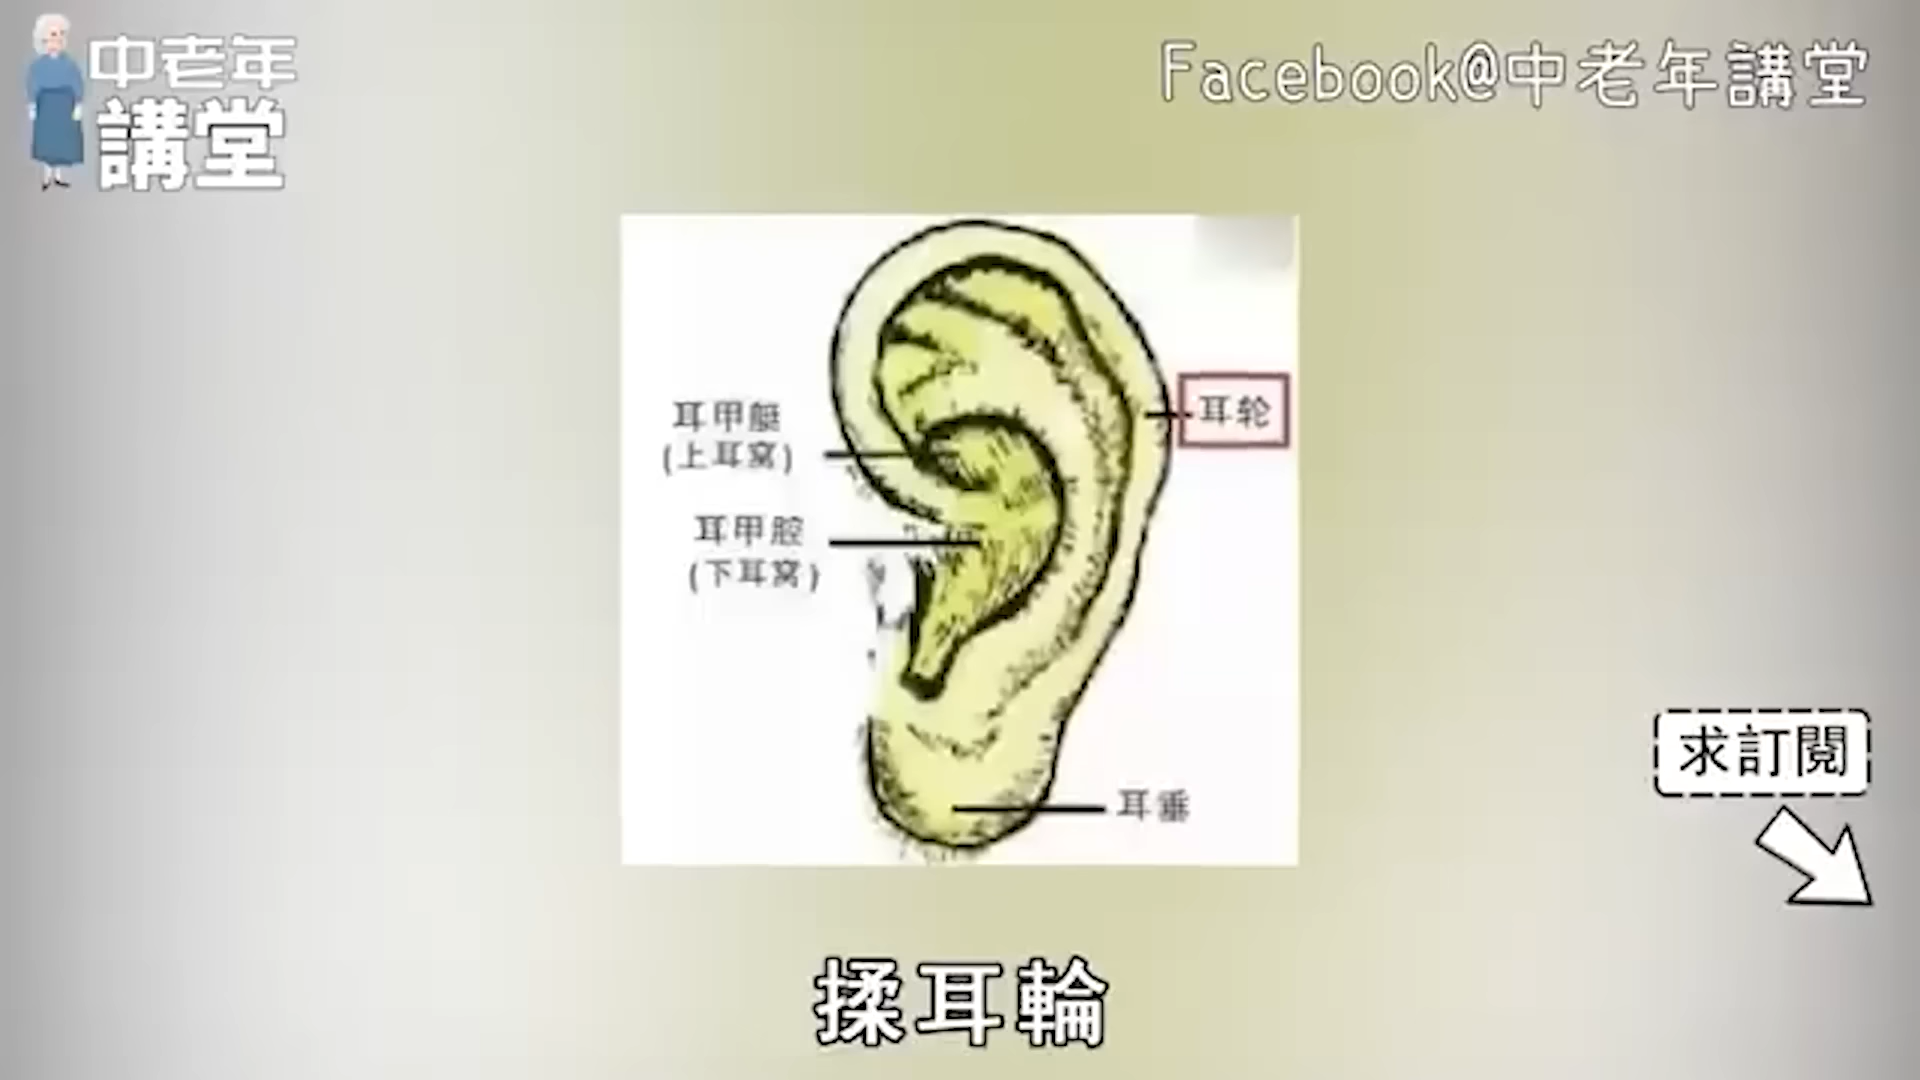 中老年
講堂
Facebook@中老年講堂
耳甲艇
(上耳窝)
耳轮
耳甲腔
(下耳窝)
求訂閱
耳垂
揉耳輪